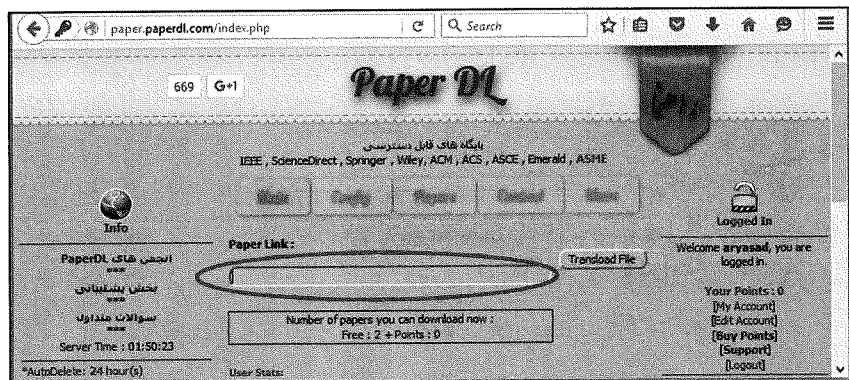 paper.paperdl.com/index.php
Search
669 G+1
Paper DL
پایگاه های قابل دسترسی
IEEE , ScienceDirect , Springer , Wiley, ACM , ACS , ASCE , Emerald , ASME
Main Config Contact
Info
انجمن های PaperDL
***
بخش پشتیبانی
***
سوالات متداول
***
Server Time : 01:50:23
*AutoDelete: 24 hour(s)
Paper Link :
Transload File
Number of papers you can download now :
Free : 2 + Points : 0
User Stats:
Logged In
Welcome aryasad, you are
logged in.
Your Points : 0
[My Account]
[Edit Account]
[Buy Points]
[Support]
[Logout]